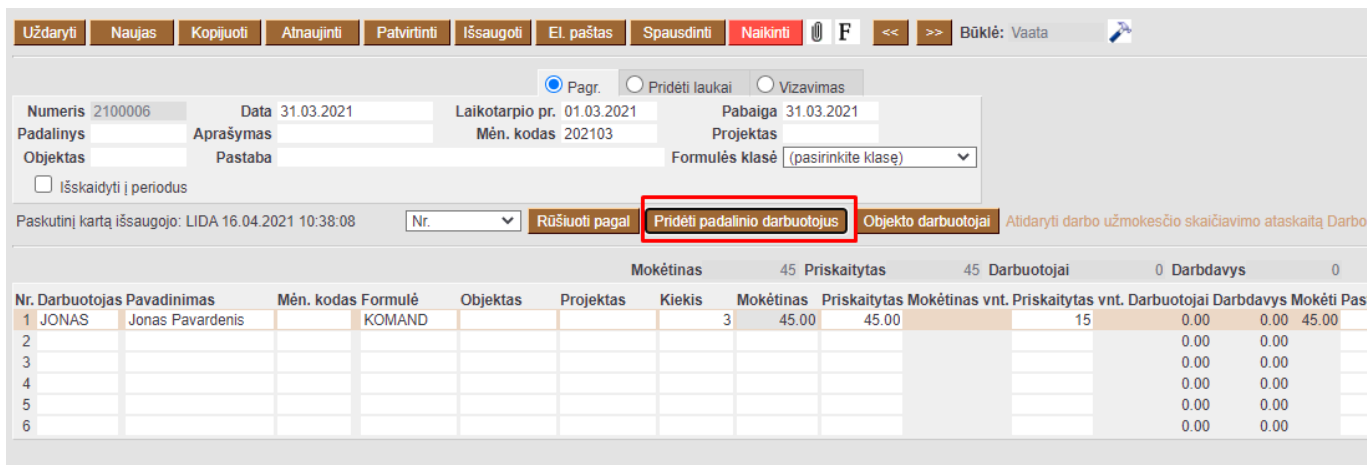 Uždaryti Naujas Kopijuoti Atnaujinti Patvirtinti Išsaugoti El. paštas Spausdinti Naikinti F << >> Būklė: Vaata
Pagr. Pridėti laukai Vizavimas
Numeris 2100006 Data 31.03.2021 Laikotarpio pr. 01.03.2021 Pabaiga 31.03.2021
Padalinys Aprašymas Mėn. kodas 202103 Projektas
Objektas Pastaba Formulės klasė (pasirinkite klasę)
Išskaidyti į periodus
Paskutinį kartą išsaugojo: LIDA 16.04.2021 10:38:08 Nr. Rūšiuoti pagal Pridėti padalinio darbuotojus Objekto darbuotojai Atidaryti darbo užmokesčio skaičiavimo ataskaitą Darbo
Mokėtinas 45 Priskaitytas 45 Darbuotojai 0 Darbdavys 0
Nr. Darbuotojas Pavadinimas Mėn. kodas Formulė Objektas Projektas Kiekis Mokėtinas Priskaitytas Mokėtinas vnt. Priskaitytas vnt. Darbuotojai Darbdavys Mokėti Pas
1 JONAS Jonas Pavardenis KOMAND 3 45.00 45.00 15 0.00 0.00 45.00
2 0.00 0.00
3 0.00 0.00
4 0.00 0.00
5 0.00 0.00
6 0.00 0.00